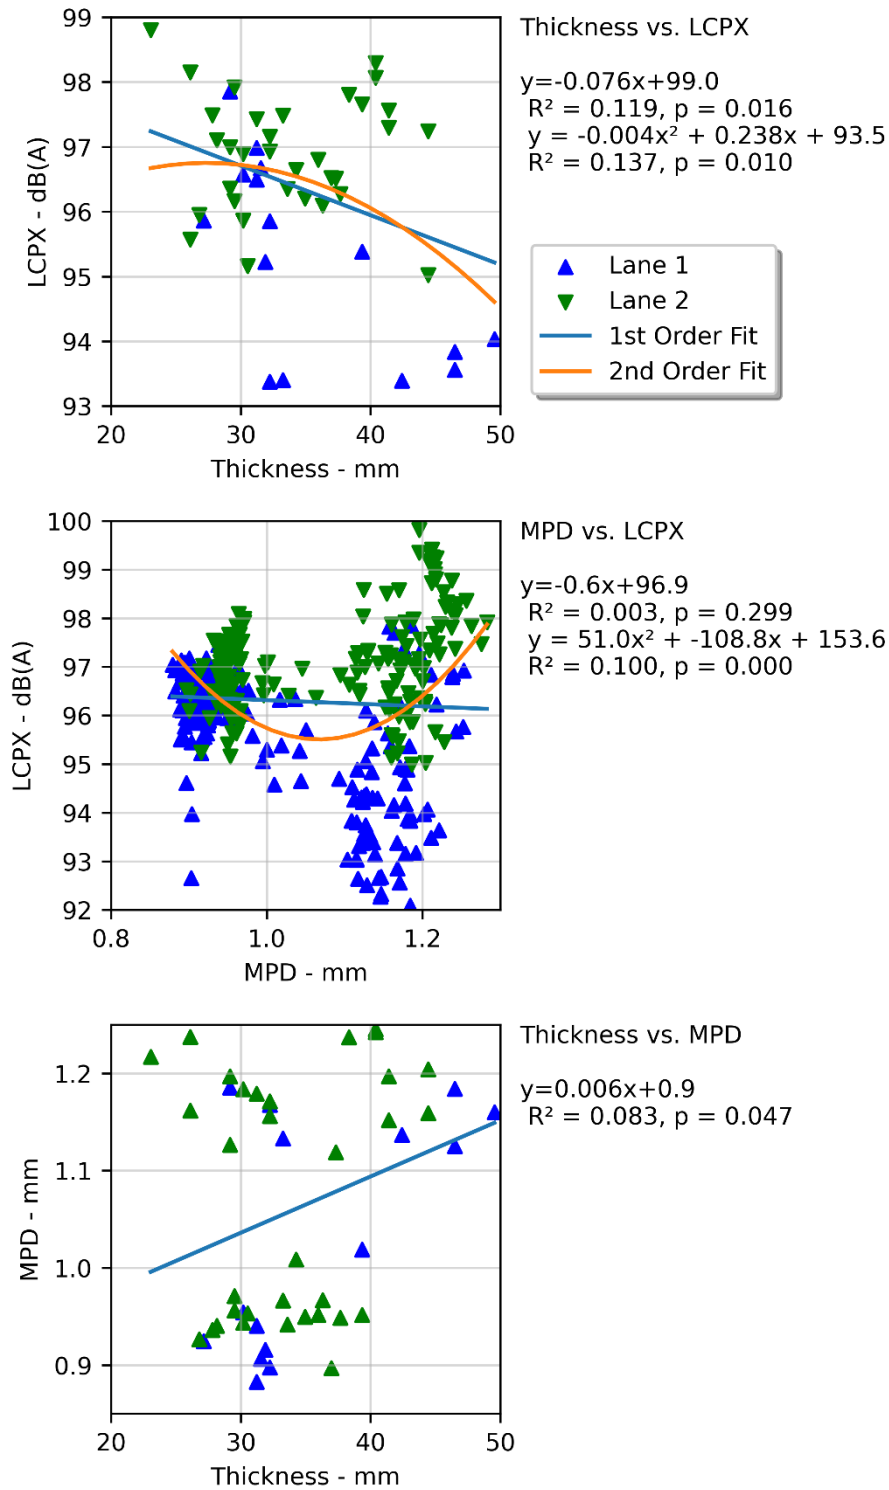 Thickness vs. LCPX
y=-0.076x+99.0
R² = 0.119, p = 0.016
y = -0.004x² + 0.238x + 93.5
R² = 0.137, p = 0.010
99
98
97
96
95
94
93
LCPX - dB(A)
20 30 40 50
Thickness - mm
Lane 1
Lane 2
1st Order Fit
2nd Order Fit
MPD vs. LCPX
y=-0.6x+96.9
R² = 0.003, p = 0.299
y = 51.0x² + -108.8x + 153.6
R² = 0.100, p = 0.000
100
99
98
97
96
95
94
93
92
LCPX - dB(A)
0.8 1.0 1.2
MPD - mm
Thickness vs. MPD
y=0.006x+0.9
R² = 0.083, p = 0.047
1.2
1.1
1.0
0.9
MPD - mm
20 30 40 50
Thickness - mm